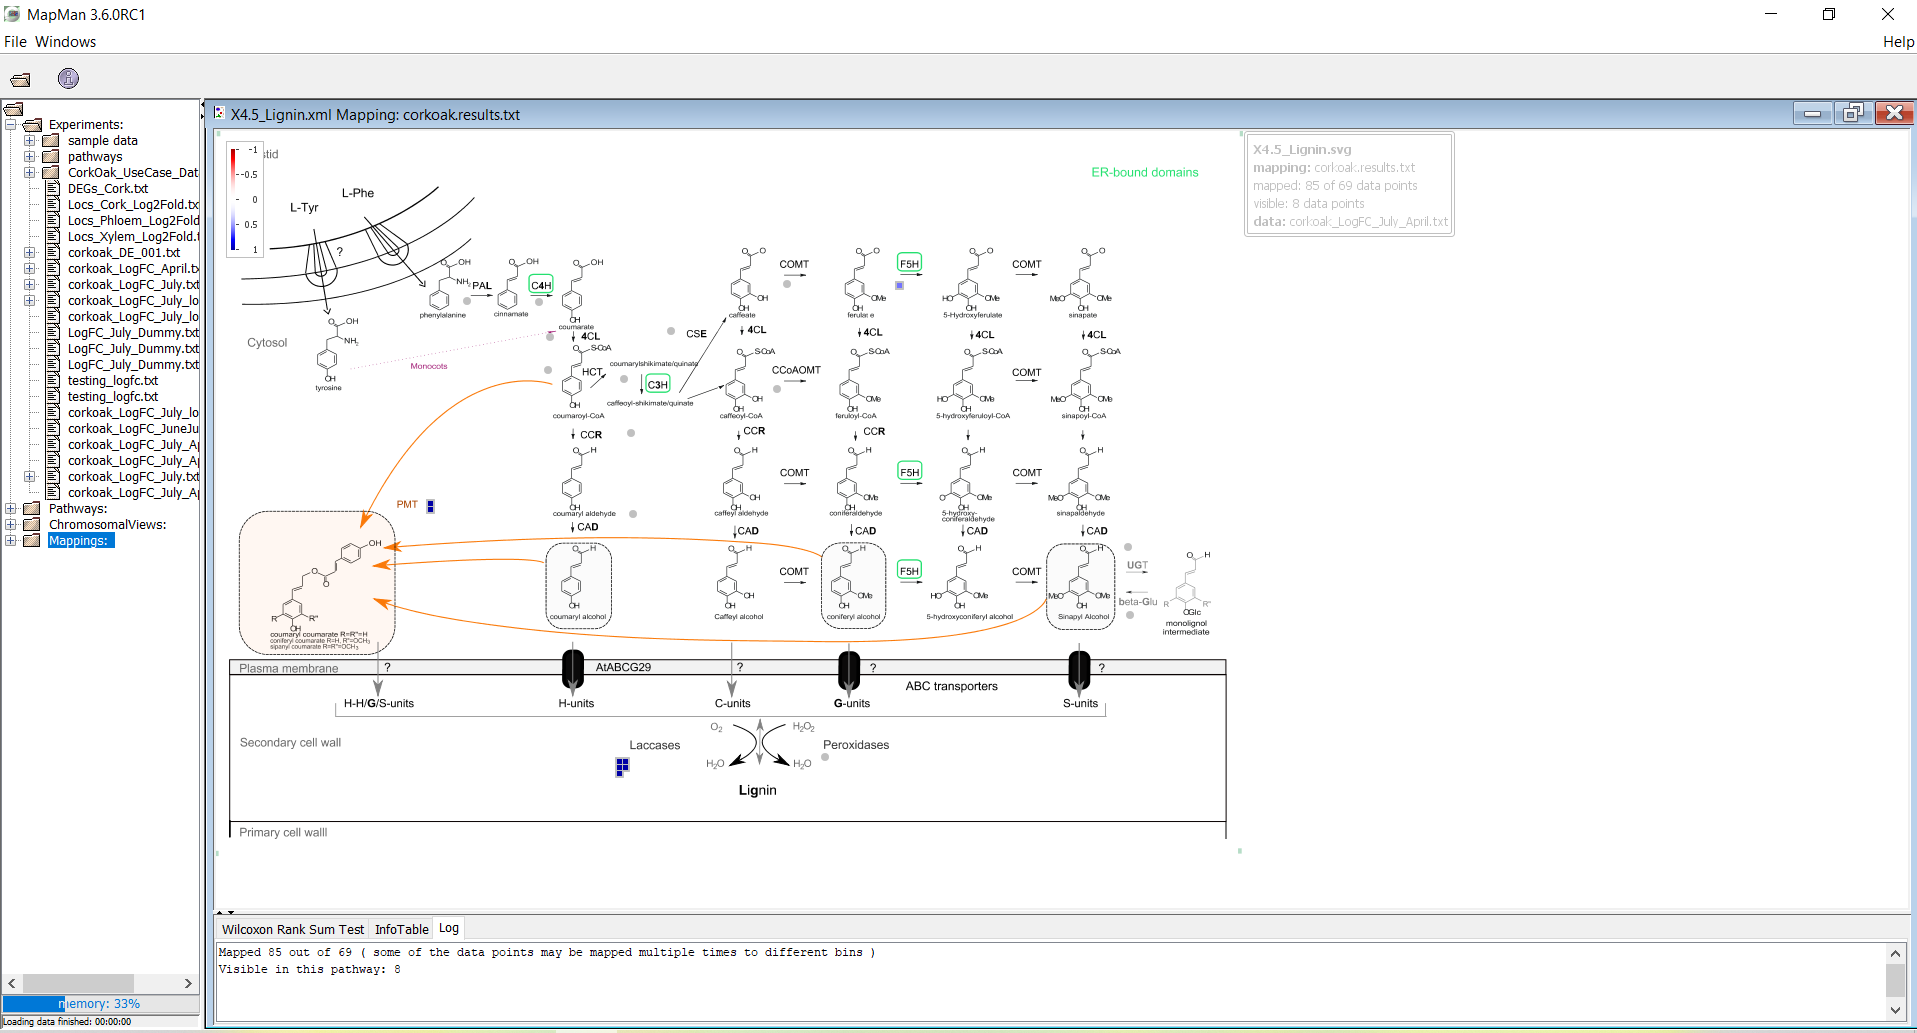 MapMan 3.6.0RC1
File Windows Help
Experiments:
sample data
pathways
CorkOak_UseCase_Dat
DEGs_Cork.txt
Locs_Cork_Log2Fold.tx
Locs_Phloem_Log2Fold
Locs_Xylem_Log2Fold.t
corkoak_DE_001.txt
corkoak_LogFC_April.tx
corkoak_LogFC_July.txt
corkoak_LogFC_July_lo
corkoak_LogFC_July_lo
LogFC_July_Dummy.txt
LogFC_July_Dummy.txt
LogFC_July_Dummy.txt
testing_logfc.txt
testing_logfc.txt
corkoak_LogFC_July_lo
corkoak_LogFC_JuneJu
corkoak_LogFC_July_Ap
corkoak_LogFC_July_Ap
corkoak_LogFC_July.txt
corkoak_LogFC_July_Ap
Pathways:
ChromosomalViews:
Mappings:
memory: 33%
Loading data finished: 00:00:00
X4.5_Lignin.xml Mapping: corkoak.results.txt
-1
-0.5
0
0.5
1
stid
L-Tyr
L-Phe
?
ER-bound domains
X4.5_Lignin.svg
mapping: corkoak.results.txt
mapped: 85 of 69 data points
visible: 8 data points
data: corkoak_LogFC_July_April.txt
Cytosol
PAL
C4H
phenylalanine
cinnamate
coumarate
tyrosine
Monocots
COMT
F5H
COMT
caffeate
ferulate
5-Hydroxyferulate
sinapate
4CL
CSE
4CL
4CL
4CL
4CL
HCT
coumarylshikimate/quinate
C3H
caffeoyl-shikimate/quinate
CCoAOMT
COMT
coumaroyl-CoA
caffeoyl-CoA
feruloyl-CoA
5-hydroxyferuloyl-CoA
sinapoyl-CoA
CCR
CCR
CCR
COMT
F5H
COMT
PMT
coumaryl aldehyde
caffeyl aldehyde
coniferaldehyde
5-hydroxy-
coniferaldehyde
sinapaldehyde
CAD
CAD
CAD
CAD
CAD
COMT
F5H
COMT
UGT
beta-Glu
coumaryl alcohol
Caffeyl alcohol
coniferyl alcohol
5-hydroxyconiferyl alcohol
Sinapyl Alcohol
monolignol
intermediate
coumaryl coumarate R=R"=H
coniferyl coumarate R=H, R"=OCH3
sipanyl coumarate R=R"=OCH3
Plasma membrane
?
AtABCG29
?
?
?
ABC transporters
H-H/G/S-units
H-units
C-units
G-units
S-units
O2
H2O2
Secondary cell wall
Laccases
Peroxidases
H2O
H2O
Lignin
Primary cell walll
Wilcoxon Rank Sum Test InfoTable Log
Mapped 85 out of 69 ( some of the data points may be mapped multiple times to different bins )
Visible in this pathway: 8